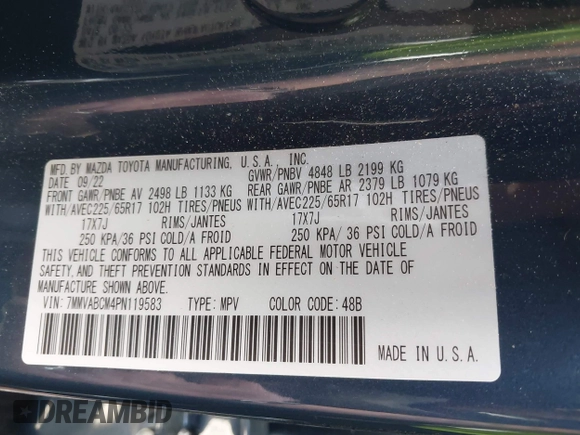 MFD. BY MAZDA TOYOTA MANUFACTURING, U.S.A., INC.
DATE 09/22 GVWR/PNBV 4848 LB 2199 KG
FRONT GAWR/PNBE AV 2498 LB 1133 KG REAR GAWR/PNBE AR 2379 LB 1079 KG
WITH/AVEC225/65R17 102H TIRES/PNEUS WITH/AVEC225/65R17 102H TIRES/PNEUS
17X7J RIMS/JANTES 17X7J RIMS/JANTES
250 KPA/36 PSI COLD/A FROID 250 KPA/ 36 PSI COLD/A FROID
THIS VEHICLE CONFORMS TO ALL APPLICABLE FEDERAL MOTOR VEHICLE
SAFETY, AND THEFT PREVENTION STANDARDS IN EFFECT ON THE DATE OF
MANUFACTURE SHOWN ABOVE.
VIN: 7MMVABCM4PN119583 TYPE: MPV COLOR CODE: 48B
MADE IN U.S.A.
DREAMBID